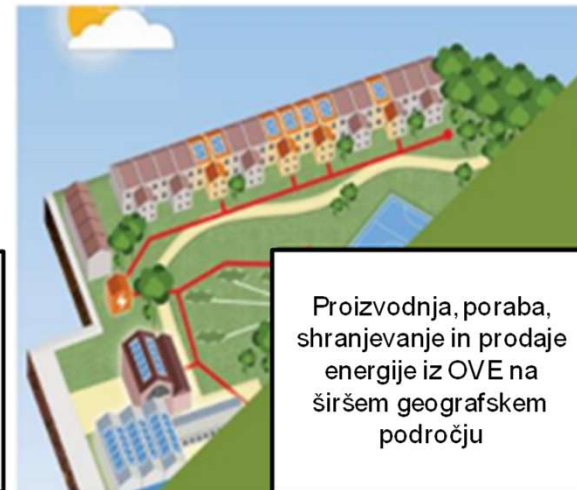 Proizvodnja, poraba,
shranjevanje in prodaje
energije iz OVE na
širšem geografskem
področju